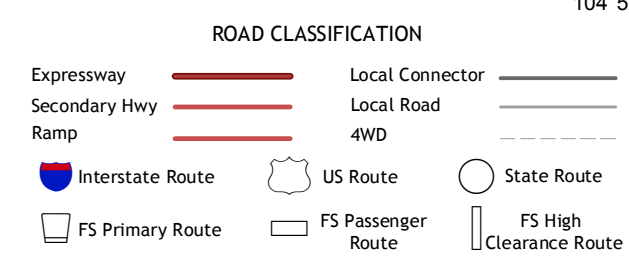 104 5
ROAD CLASSIFICATION
Expressway
Local Connector
Secondary Hwy
Local Road
Ramp
4WD
Interstate Route
US Route
State Route
FS Primary Route
FS Passenger
Route
FS High
Clearance Route